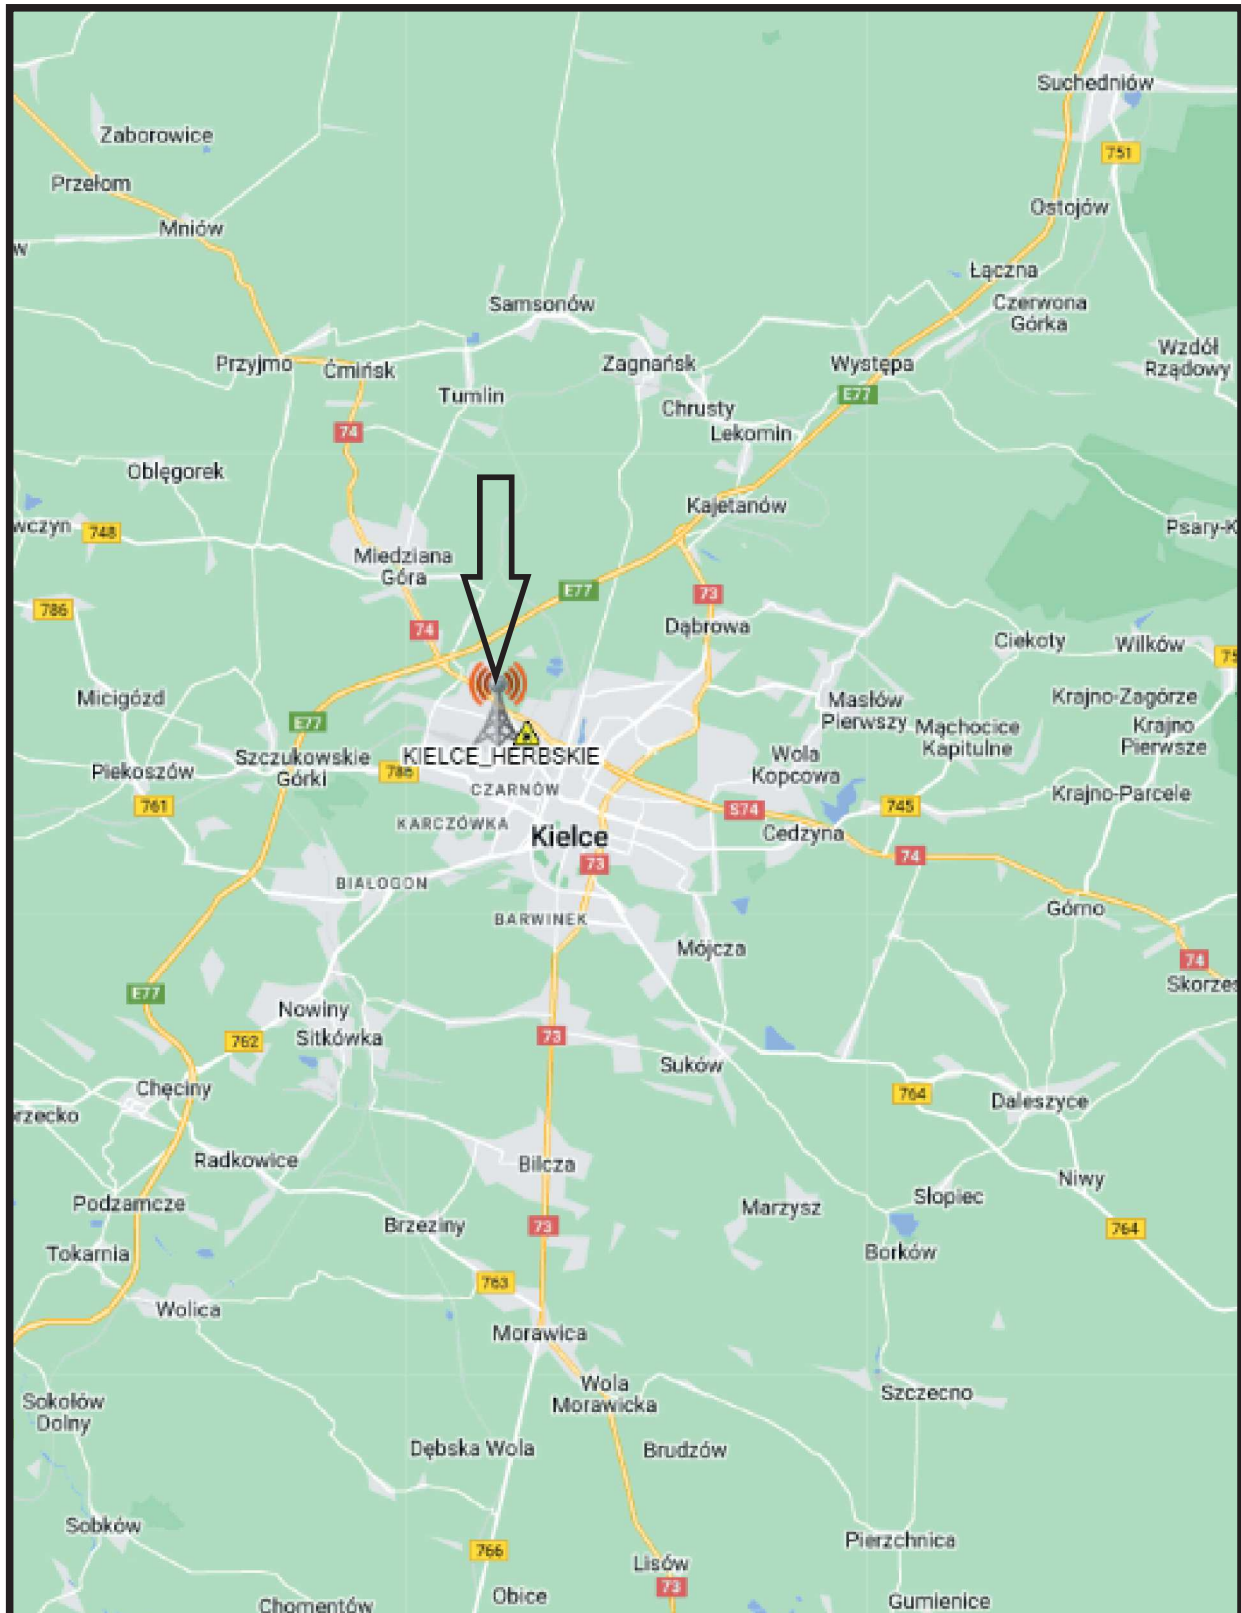 Suchedniów
Zaborowice
751
Przełom
Ostojów
Mniów
w
Łączna
Samsonów
Czerwona
Górka
Wzdół
Rządowy
Przyjmo
Ćmińsk
Zagnańsk
Występa
Tumlin
E77
Chrusty
74
Lekomin
Oblęgorek
Kajetanów
wczyn
748
Psary-K
Miedziana
Góra
E77
73
786
74
Dąbrowa
Ciekoty
Wilków
75
Micigózd
Masłów
Pierwszy
Krajno-Zagórze
E77
Mąchocice
Kapitulne
Krajno
Pierwsze
Szczukowskie
Górki
KIELCE_HERBSKIE
Wola
Kopcowa
Piekoszów
786
CZARNÓW
Krajno-Parcele
761
S74
745
KARCZÓWKA
Kielce
Cedzyna
73
74
BIAŁOGON
Górno
BARWINEK
Mójcza
74
Skorzes
E77
Nowiny
762
Sitkówka
73
Suków
Chęciny
764
Daleszyce
rzecko
Radkowice
Bilcza
Niwy
Podzamcze
Słopiec
Marzysz
Brzeziny
73
764
Tokarnia
Borków
763
Wolica
Morawica
Wola
Morawicka
Szczecno
Sokołów
Dolny
Dębska Wola
Brudzów
Sobków
Pierzchnica
766
Lisów
73
Obice
Gumienice
Chomentów